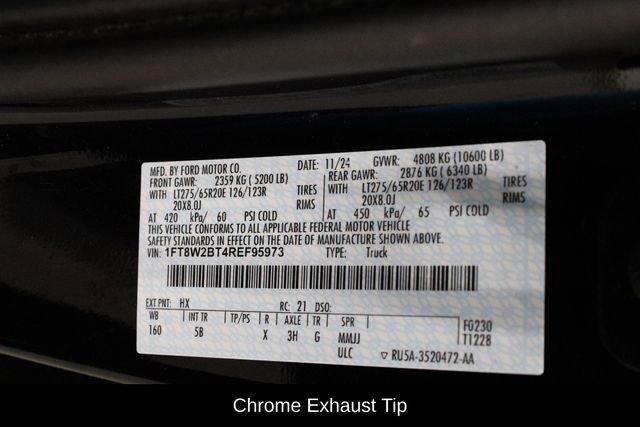 MFD. BY FORD MOTOR CO.
DATE: 11/24 GVWR: 4808 KG (10600 LB)
FRONT GAWR: 2359 KG ( 5200 LB)
REAR GAWR: 2876 KG ( 6340 LB)
WITH LT275/65R20E 126/123R TIRES
20X8.0J RIMS
WITH LT275/65R20E 126/123R TIRES
20X8.0J RIMS
AT 420 kPa/ 60 PSI COLD
AT 450 kPa/ 65 PSI COLD
THIS VEHICLE CONFORMS TO ALL APPLICABLE FEDERAL MOTOR VEHICLE
SAFETY STANDARDS IN EFFECT ON THE DATE OF MANUFACTURE SHOWN ABOVE.
VIN: 1FT8W2BT4REF95973 TYPE: Truck
EXT PNT: HX RC: 21 DSO:
WB INT TR TP/PS R AXLE TR SPR F0230
160 5B X 3H G MMJJ T1228
ULC ▽ RU5A-3520472-AA
Chrome Exhaust Tip